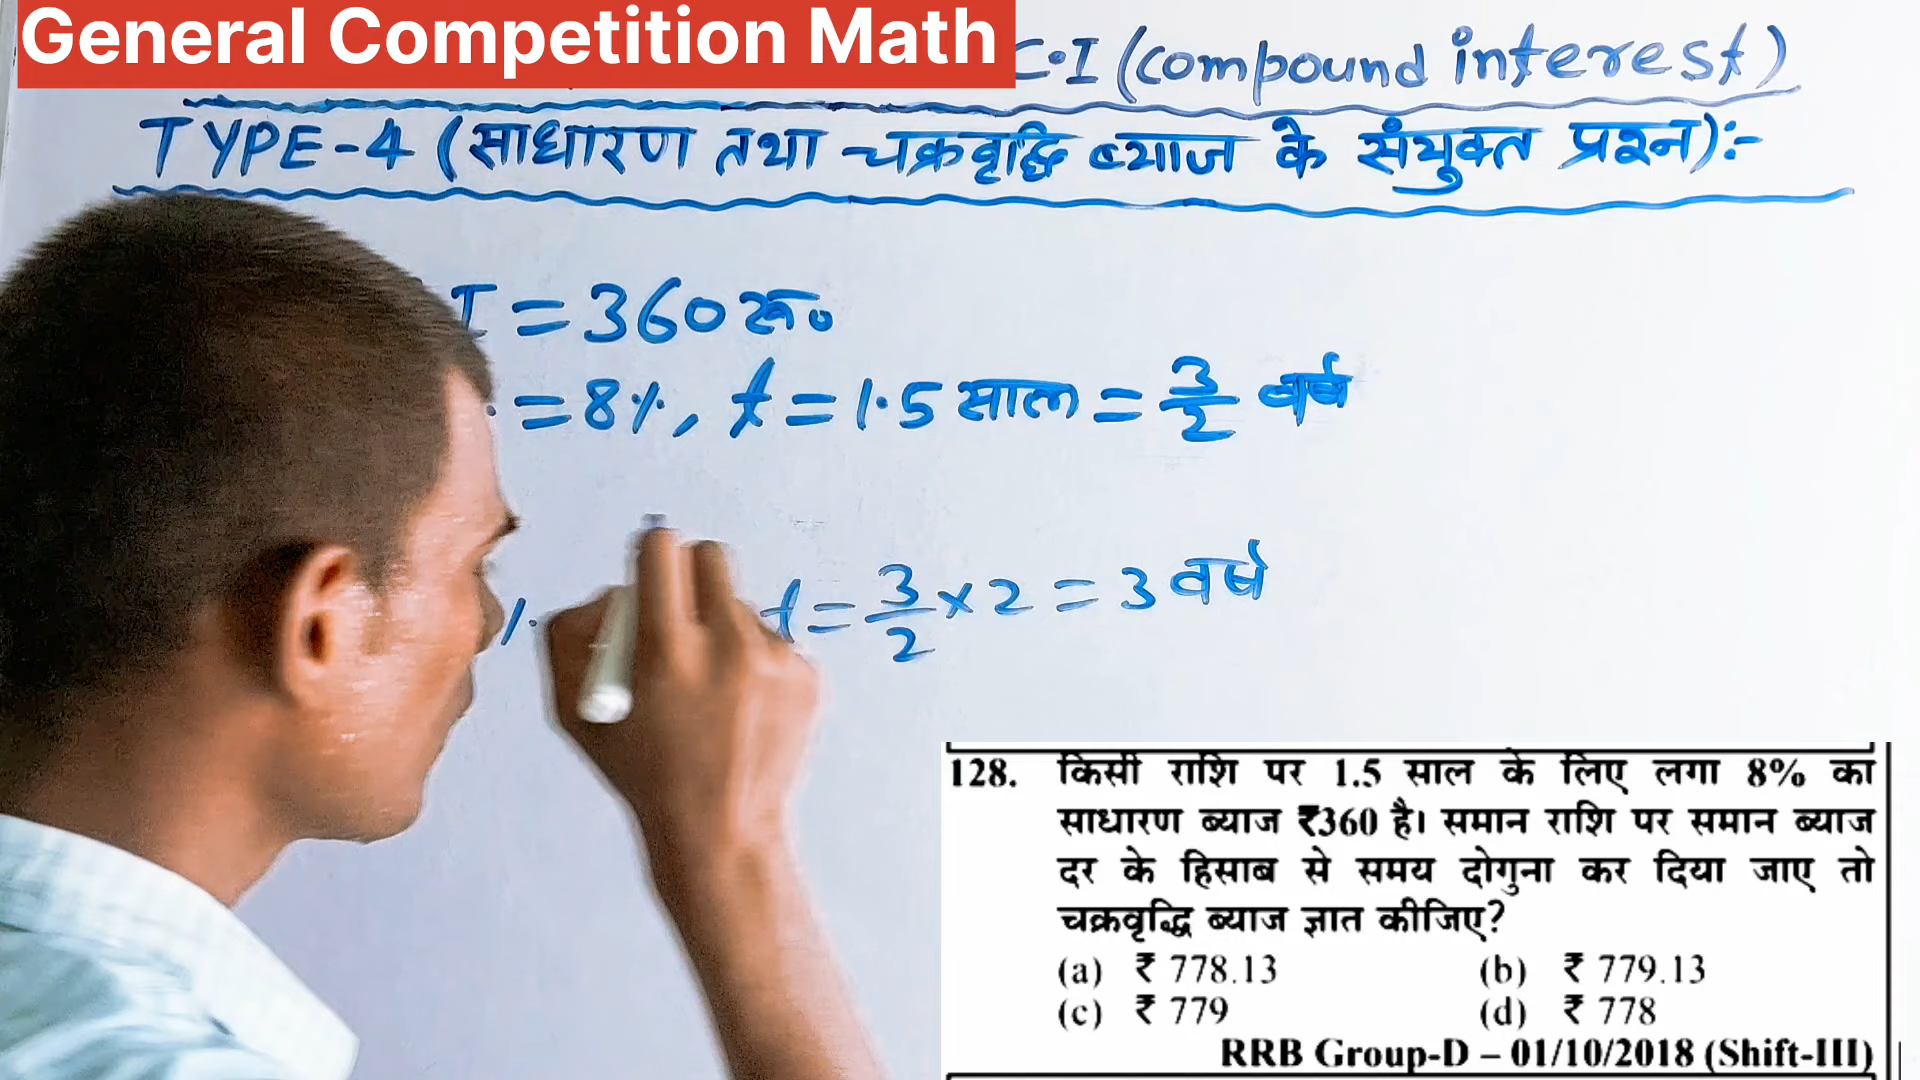 General Competition Math
C.I (compound interest)
TYPE-4 (साधारण तथा चक्रवृद्धि ब्याज के संयुक्त प्रश्न):-
I = 360 रू०
= 8%, t = 1.5 साल = 3/2 वर्ष
t = 3/2 × 2 = 3 वर्ष
128. किसी राशि पर 1.5 साल के लिए लगा 8% का
साधारण ब्याज ₹360 है। समान राशि पर समान ब्याज
दर के हिसाब से समय दोगुना कर दिया जाए तो
चक्रवृद्धि ब्याज ज्ञात कीजिए?
(a) ₹ 778.13 (b) ₹ 779.13
(c) ₹ 779 (d) ₹ 778
RRB Group-D – 01/10/2018 (Shift-III)